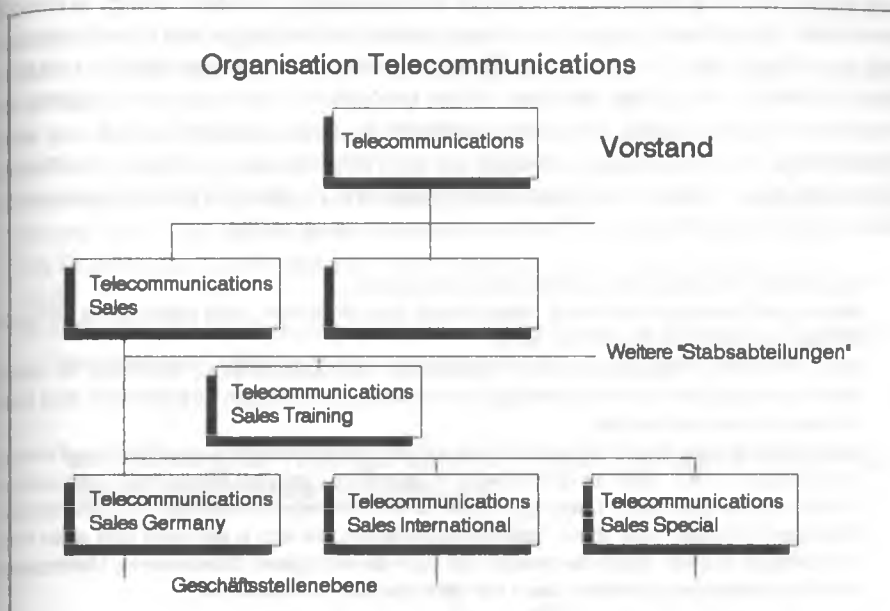 Organisation Telecommunications
Telecommunications
Vorstand
Telecommunications
Sales
Weitere "Stabsabteilungen"
Telecommunications
Sales Training
Telecommunications
Sales Germany
Telecommunications
Sales International
Telecommunications
Sales Special
Geschäftsstellenebene